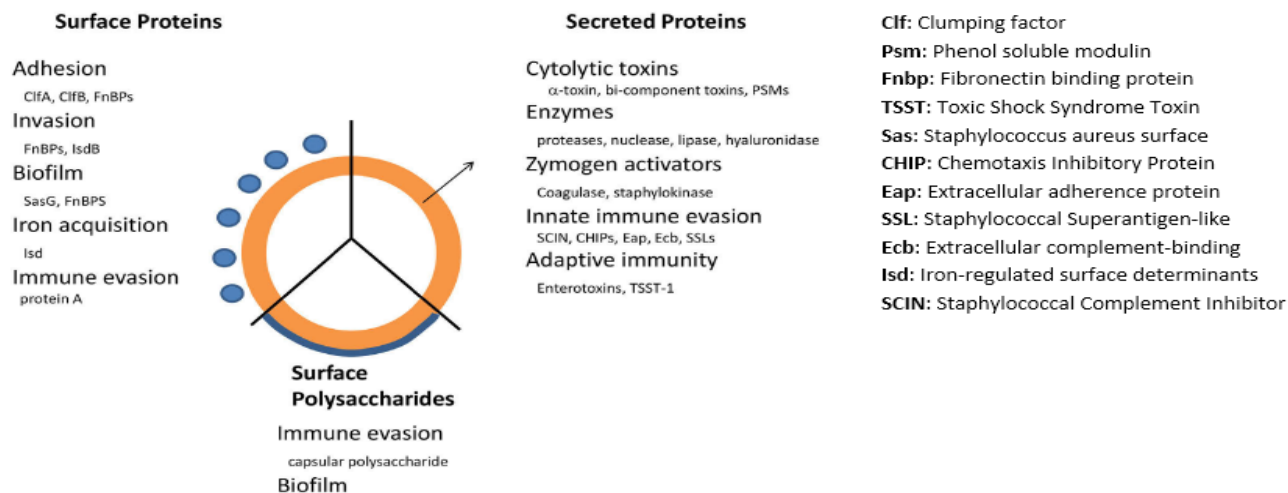 Surface Proteins
Adhesion
ClfA, ClfB, FnBPs
Invasion
FnBPs, IsdB
Biofilm
SasG, FnBPS
Iron acquisition
Isd
Immune evasion
protein A
Surface
Polysaccharides
Immune evasion
capsular polysaccharide
Biofilm
Secreted Proteins
Cytolytic toxins
α-toxin, bi-component toxins, PSMs
Enzymes
proteases, nuclease, lipase, hyaluronidase
Zymogen activators
Coagulase, staphylokinase
Innate immune evasion
SCIN, CHIPs, Eap, Ecb, SSLs
Adaptive immunity
Enterotoxins, TSST-1
Clf: Clumping factor
Psm: Phenol soluble modulin
Fnbp: Fibronectin binding protein
TSST: Toxic Shock Syndrome Toxin
Sas: Staphylococcus aureus surface
CHIP: Chemotaxis Inhibitory Protein
Eap: Extracellular adherence protein
SSL: Staphylococcal Superantigen-like
Ecb: Extracellular complement-binding
Isd: Iron-regulated surface determinants
SCIN: Staphylococcal Complement Inhibitor